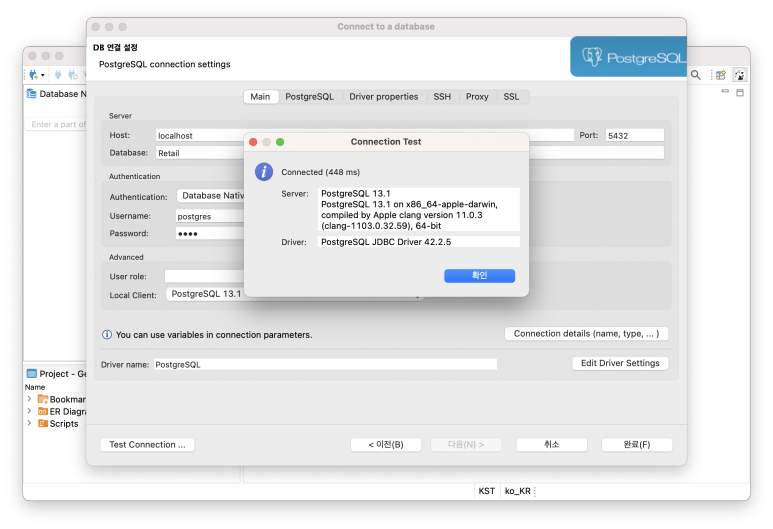 Connect to a database
DB 연결 설정
PostgreSQL connection settings
PostgreSQL
Database N
Enter a part of
Main PostgreSQL Driver properties SSH Proxy SSL
Server
Host: localhost Port: 5432
Database: Retail
Authentication
Authentication: Database Nativ
Username: postgres
Password: ••••
Advanced
User role:
Local Client: PostgreSQL 13.1
Connection Test
Connected (448 ms)
Server: PostgreSQL 13.1
PostgreSQL 13.1 on x86_64-apple-darwin,
compiled by Apple clang version 11.0.3
(clang-1103.0.32.59), 64-bit
Driver: PostgreSQL JDBC Driver 42.2.5
확인
You can use variables in connection parameters.
Connection details (name, type, ... )
Driver name: PostgreSQL
Edit Driver Settings
Project - Ge
Name
Bookmar
ER Diagra
Scripts
Test Connection ...
< 이전(B)
다음(N) >
취소
완료(F)
KST ko_KR